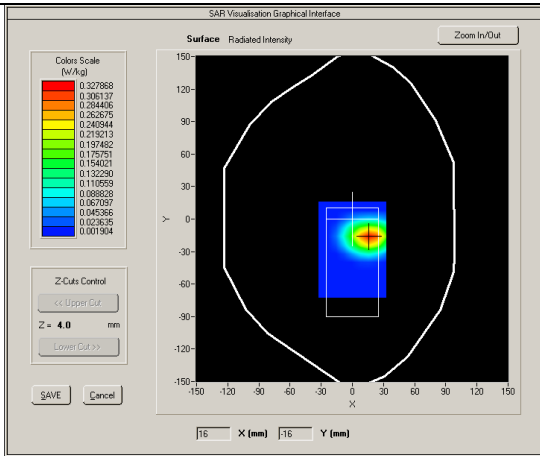 SAR Visualisation Graphical Interface
Surface Radiated Intensity
Zoom In/Out
Colors Scale
(W/kg)
0.327868
0.306137
0.284406
0.262675
0.240944
0.219213
0.197482
0.175751
0.154021
0.132290
0.110559
0.088828
0.067097
0.045366
0.023635
0.001904
Z-Cuts Control
<< Upper Cut
Z = 4.0 mm
Lower Cut >>
SAVE Cancel
150
120
90
60
30
0
-30
-60
-90
-120
-150
Y
-150 -120 -90 -60 -30 0 30 60 90 120 150
X
16 X (mm) -16 Y (mm)